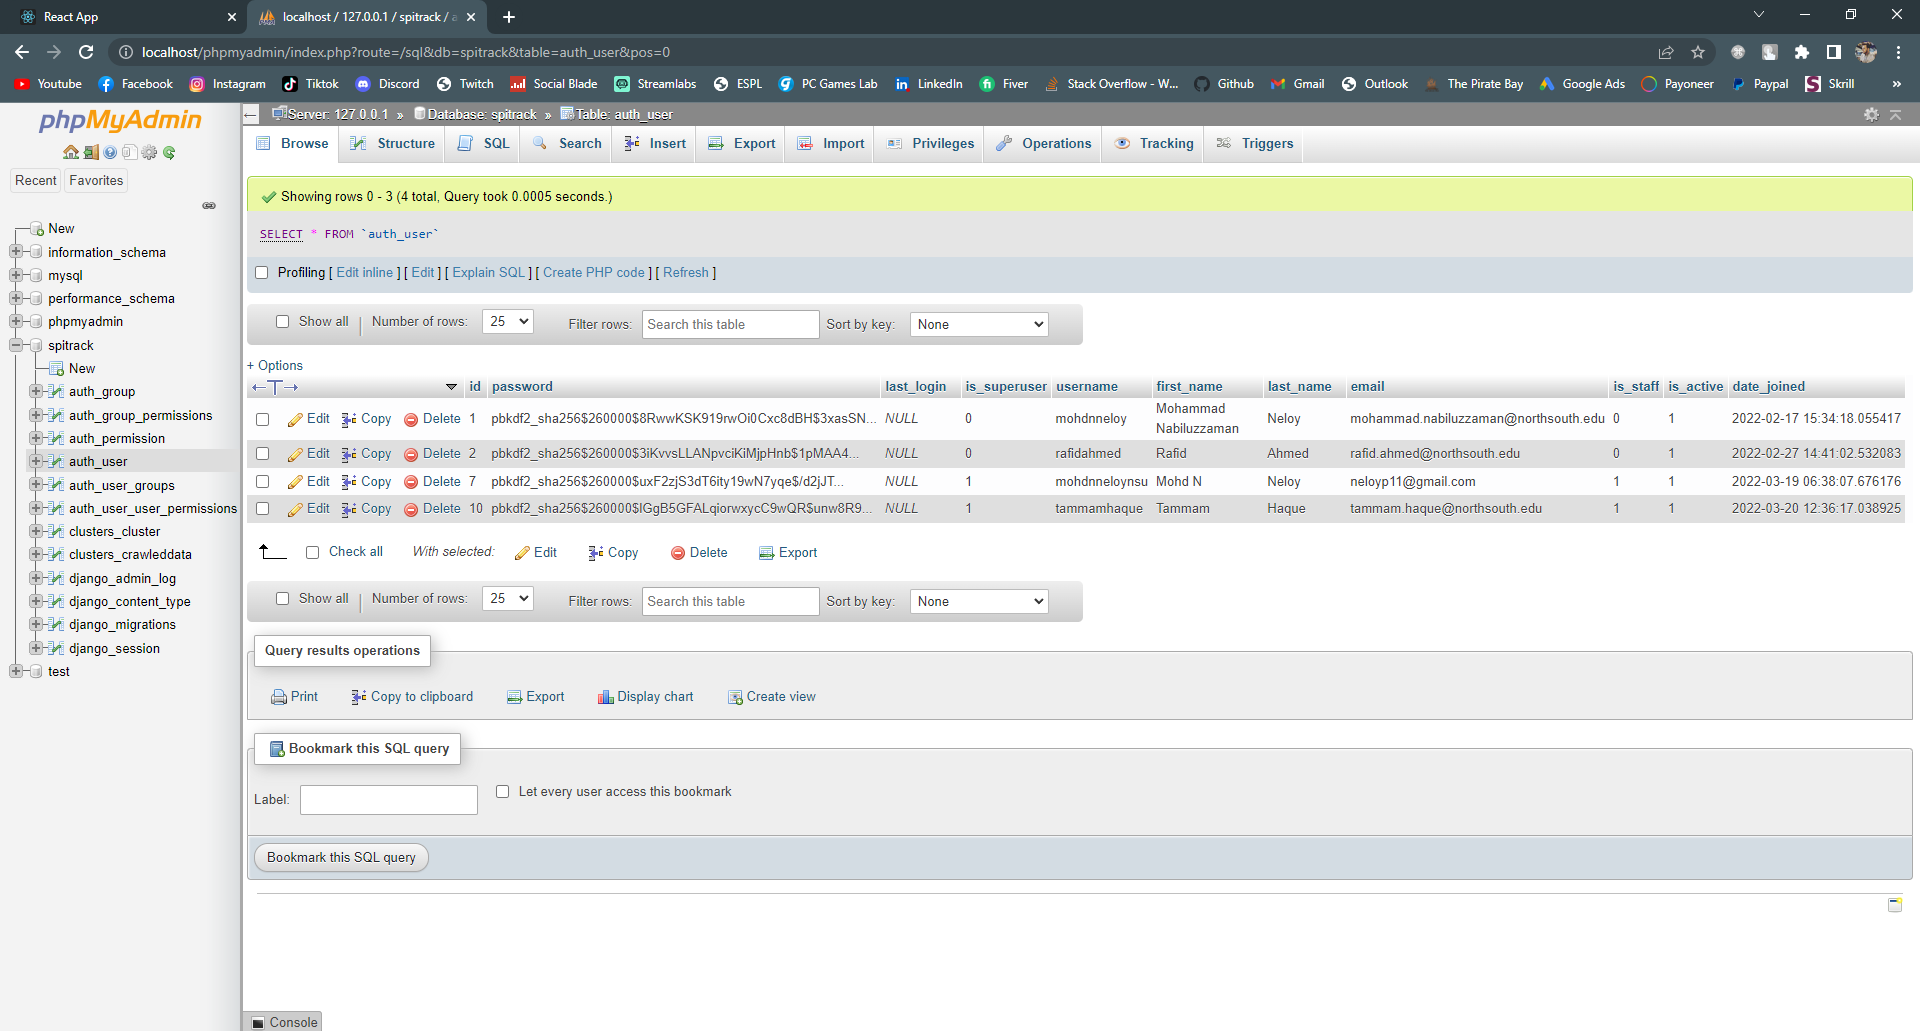 React App
localhost / 127.0.0.1 / spitrack / a
localhost/phpmyadmin/index.php?route=/sql&db=spitrack&table=auth_user&pos=0
Youtube Facebook Instagram Tiktok Discord Twitch Social Blade Streamlabs ESPL PC Games Lab LinkedIn Fiver Stack Overflow - W... Github Gmail Outlook The Pirate Bay Google Ads Payoneer Paypal Skrill »
phpMyAdmin
Recent Favorites
New
information_schema
mysql
performance_schema
phpmyadmin
spitrack
New
auth_group
auth_group_permissions
auth_permission
auth_user
auth_user_groups
auth_user_user_permissions
clusters_cluster
clusters_crawleddata
django_admin_log
django_content_type
django_migrations
django_session
test
Server: 127.0.0.1 » Database: spitrack » Table: auth_user
Browse Structure SQL Search Insert Export Import Privileges Operations Tracking Triggers
Showing rows 0 - 3 (4 total, Query took 0.0005 seconds.)
SELECT * FROM `auth_user`
Profiling [ Edit inline ] [ Edit ] [ Explain SQL ] [ Create PHP code ] [ Refresh ]
Show all Number of rows: 25 Filter rows: Search this table Sort by key: None
+ Options
id password last_login is_superuser username first_name last_name email is_staff is_active date_joined
Edit Copy Delete 1 pbkdf2_sha256$260000$8RwwKSK919rwOi0Cxc8dBH$3xasSN... NULL 0 mohdnneloy Mohammad Nabiluzzaman Neloy mohammad.nabiluzzaman@northsouth.edu 0 1 2022-02-17 15:34:18.055417
Edit Copy Delete 2 pbkdf2_sha256$260000$3iKvvsLLANpvciKiMjpHnb$1pMAA4... NULL 0 rafidahmed Rafid Ahmed rafid.ahmed@northsouth.edu 0 1 2022-02-27 14:41:02.532083
Edit Copy Delete 7 pbkdf2_sha256$260000$uxF2zjS3dT6ity19wN7yqe$/d2jJT... NULL 1 mohdnneloynsu Mohd N Neloy neloyp11@gmail.com 1 1 2022-03-19 06:38:07.676176
Edit Copy Delete 10 pbkdf2_sha256$260000$lGgB5GFALqiorwxycC9wQR$unw8R9... NULL 1 tammamhaque Tammam Haque tammam.haque@northsouth.edu 1 1 2022-03-20 12:36:17.038925
Check all With selected: Edit Copy Delete Export
Show all Number of rows: 25 Filter rows: Search this table Sort by key: None
Query results operations
Print Copy to clipboard Export Display chart Create view
Bookmark this SQL query
Label: Let every user access this bookmark
Bookmark this SQL query
Console